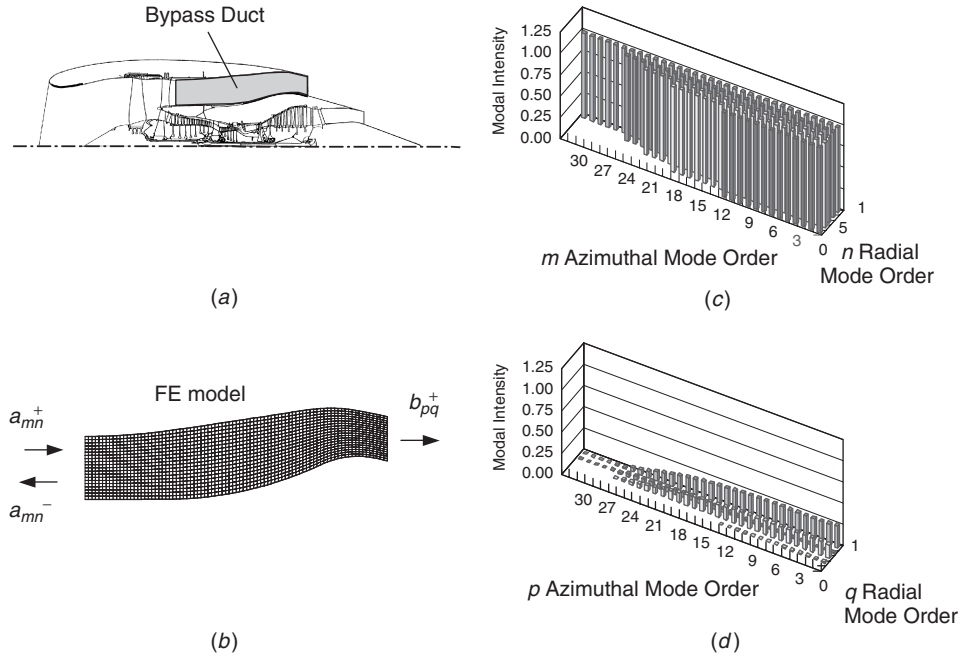 Bypass Duct
(a)
FE model
a_mn^+
a_mn^-
b_pq^+
(b)
Modal Intensity
1.25
1.00
0.75
0.50
0.25
0.00
30 27 24 21 18 15 12 9 6 3 0
m Azimuthal Mode Order
1
5
n Radial
Mode Order
(c)
Modal Intensity
1.25
1.00
0.75
0.50
0.25
0.00
30 27 24 21 18 15 12 9 6 3 0
p Azimuthal Mode Order
1
q Radial
Mode Order
(d)